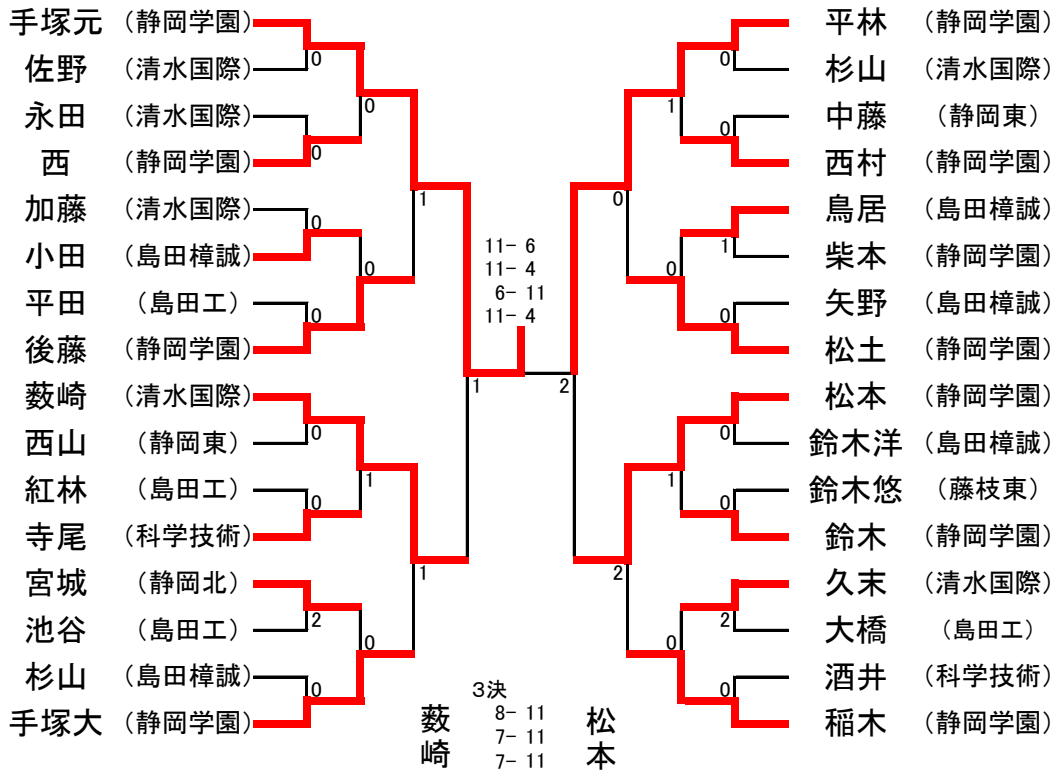 手塚元 (静岡学園)
佐野 (清水国際)
0
永田 (清水国際)
0
西 (静岡学園)
0
加藤 (清水国際)
0
小田 (島田樟誠)
1
平田 (島田工)
0
0
後藤 (静岡学園)
薮崎 (清水国際)
西山 (静岡東)
0
紅林 (島田工)
1
0
寺尾 (科学技術)
宮城 (静岡北)
1
池谷 (島田工)
2
0
杉山 (島田樟誠)
0
手塚大 (静岡学園)
11- 6
11- 4
6- 11
11- 4
1
2
3決
薮崎
8- 11
7- 11
7- 11
松本
平林 (静岡学園)
0
杉山 (清水国際)
1
中藤 (静岡東)
0
西村 (静岡学園)
0
鳥居 (島田樟誠)
1
柴本 (静岡学園)
0
矢野 (島田樟誠)
0
松土 (静岡学園)
松本 (静岡学園)
0
鈴木洋 (島田樟誠)
1
鈴木悠 (藤枝東)
0
鈴木 (静岡学園)
2
久末 (清水国際)
2
大橋 (島田工)
0
酒井 (科学技術)
0
稲木 (静岡学園)